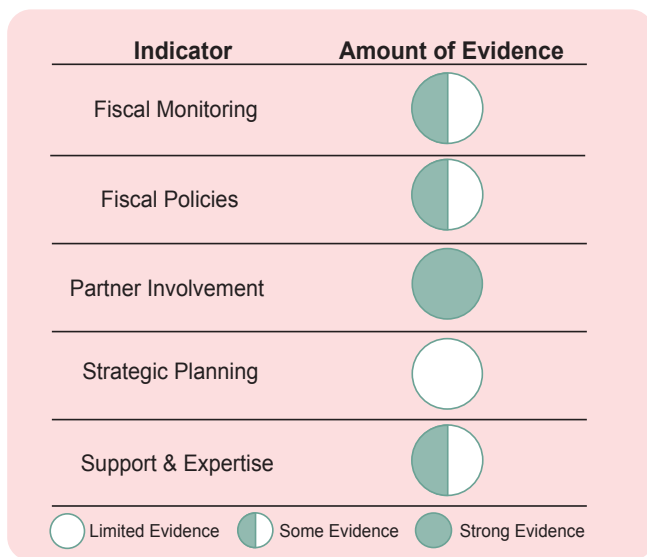 Indicator Amount of Evidence
Fiscal Monitoring
Fiscal Policies
Partner Involvement
Strategic Planning
Support & Expertise
Limited Evidence Some Evidence Strong Evidence